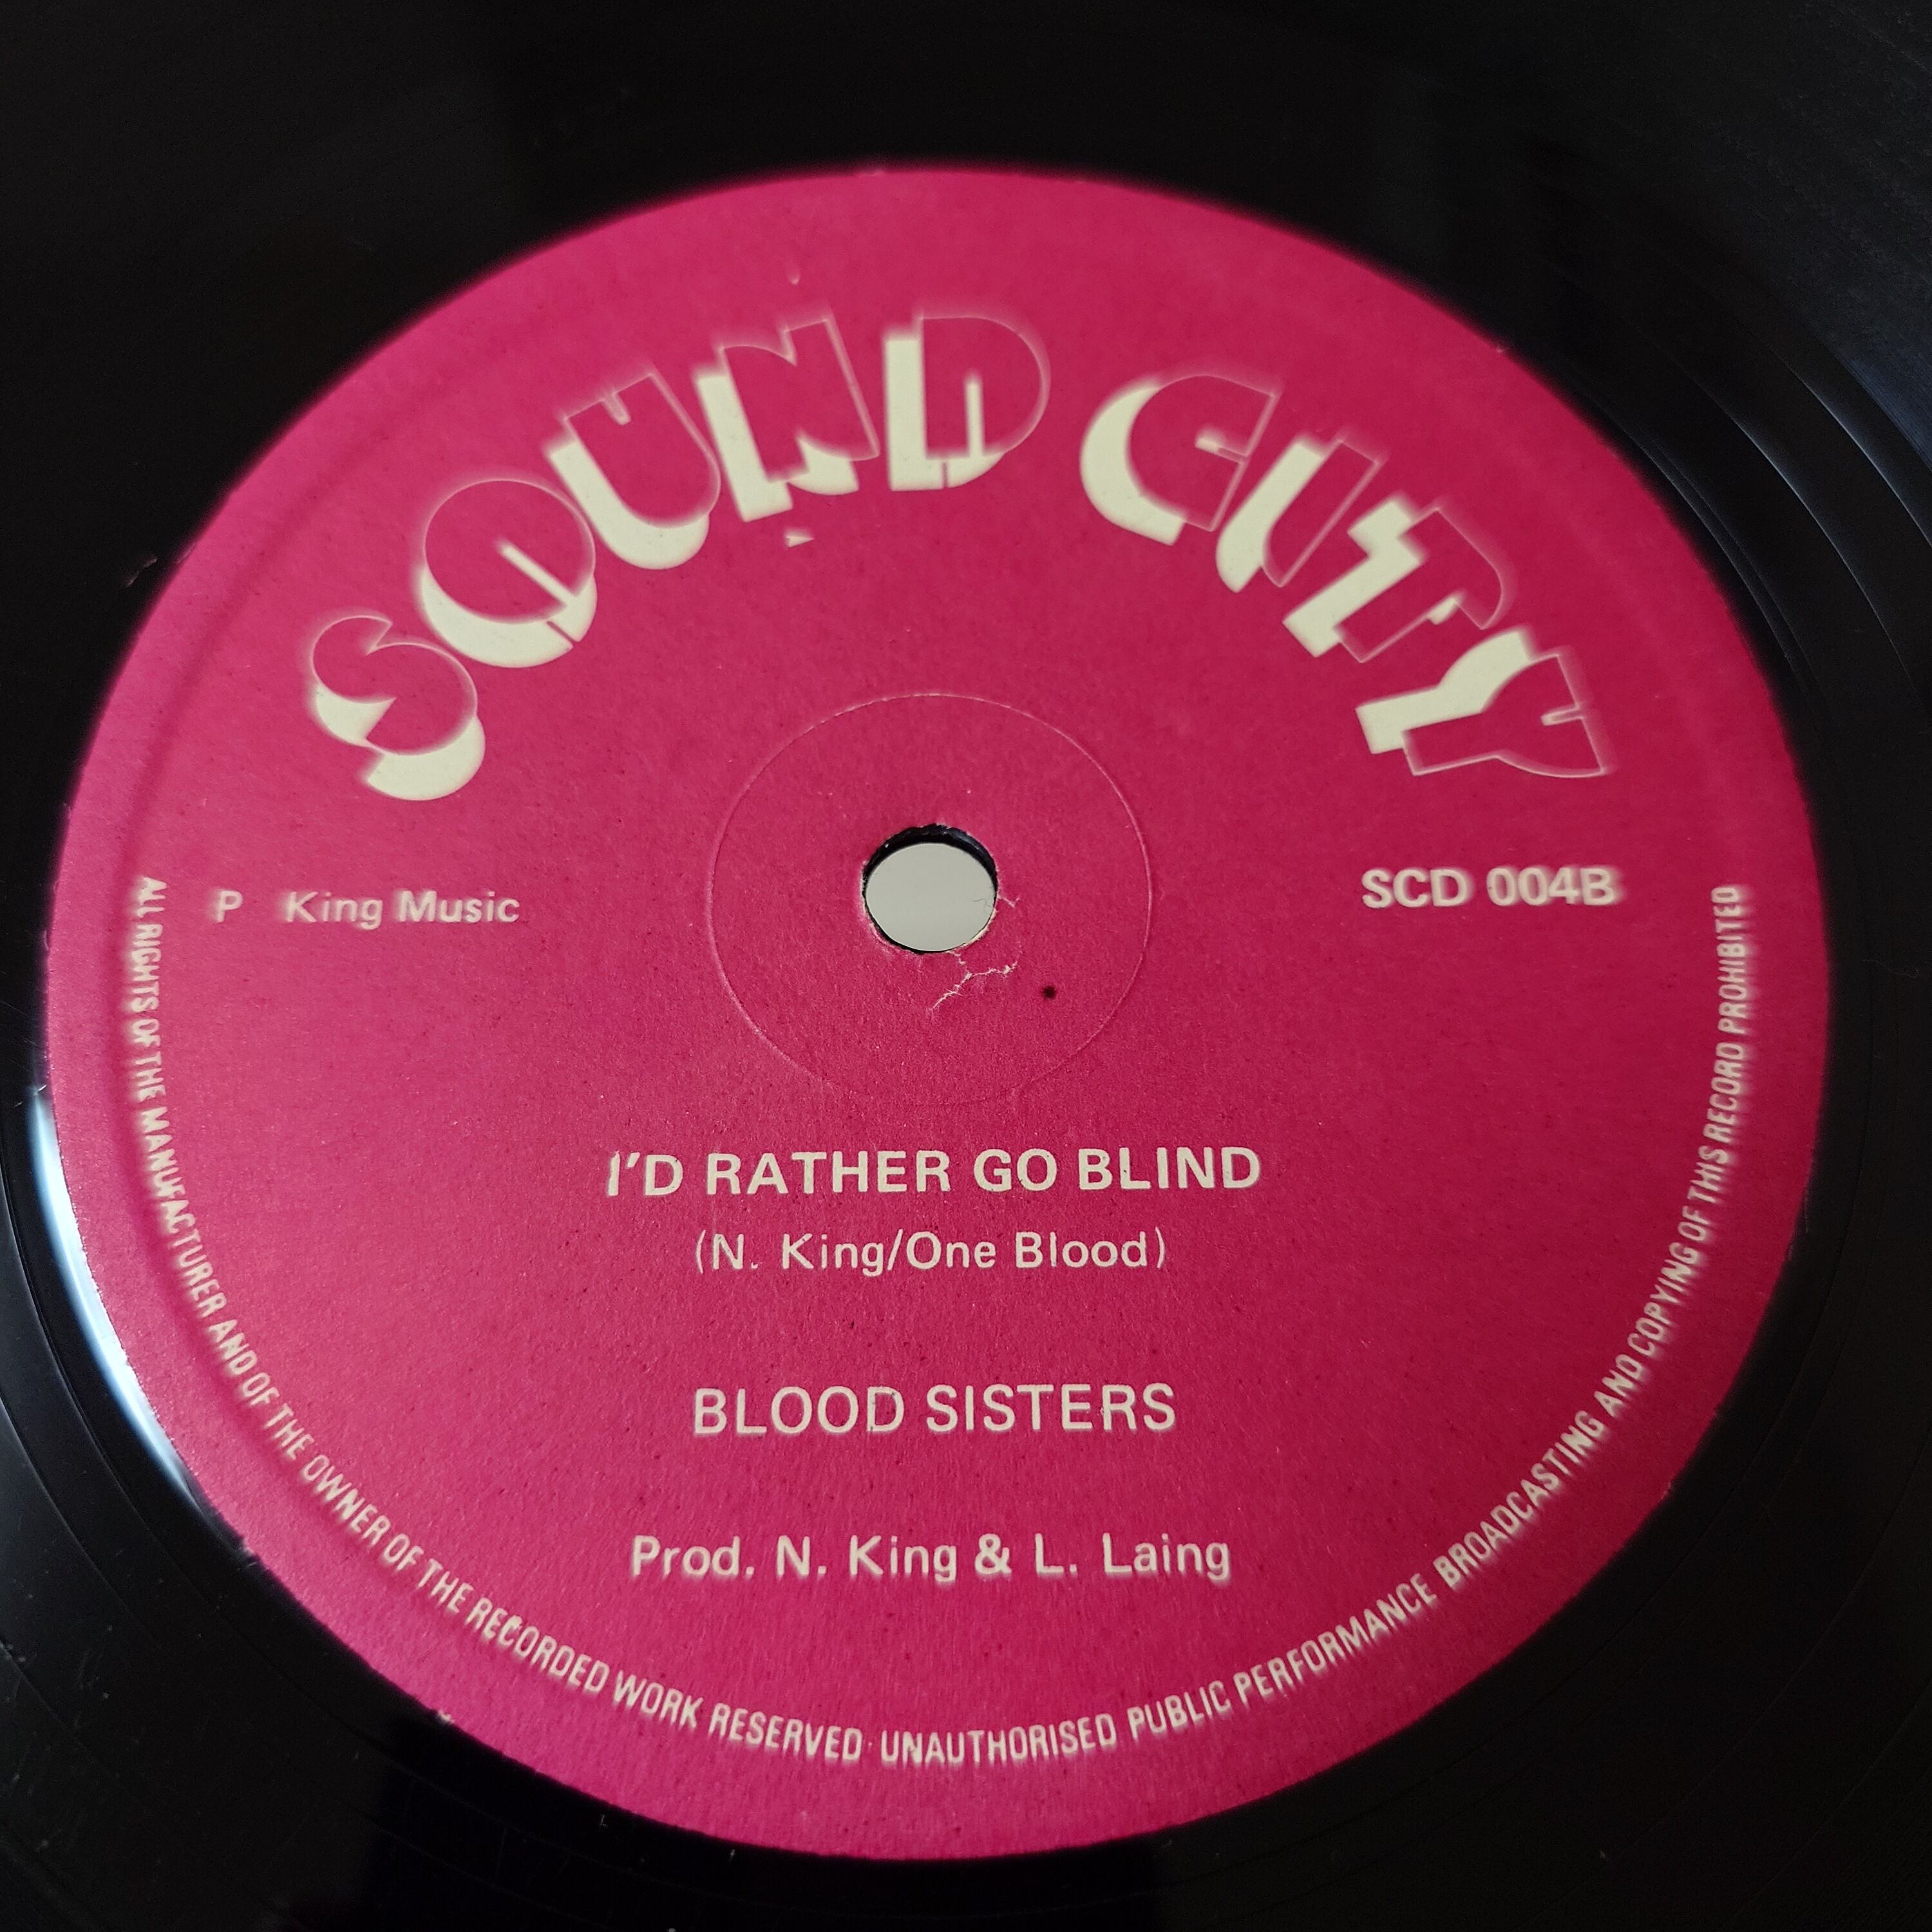 SOUND CITY
P King Music
SCD 004B
I'D RATHER GO BLIND
(N. King/One Blood)
BLOOD SISTERS
Prod. N. King & L. Laing
ALL RIGHTS OF THE MANUFACTURER AND OF THE OWNER OF THE RECORDED WORK RESERVED UNAUTHORISED PUBLIC PERFORMANCE BROADCASTING AND COPYING OF THIS RECORD PROHIBITED